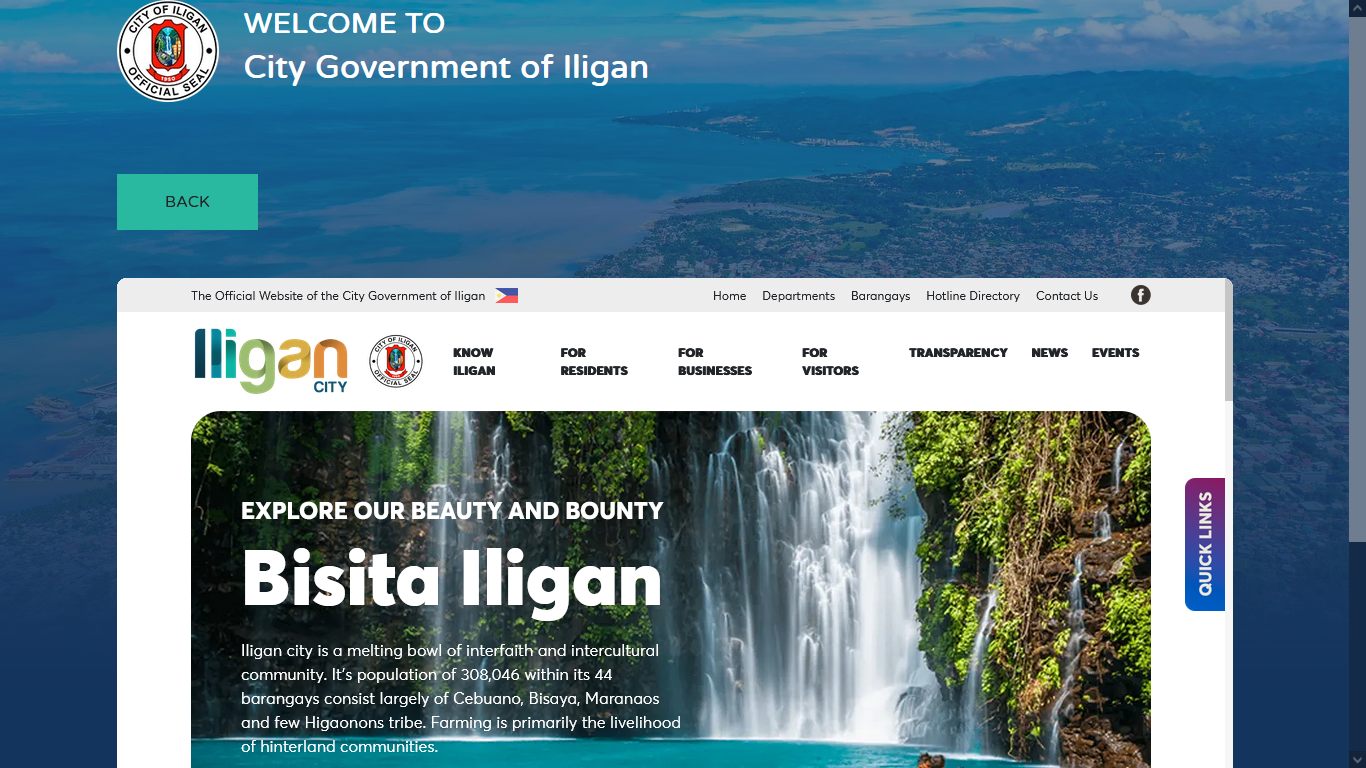 CITY OF ILIGAN
1950
OFFICIAL SEAL
WELCOME TO
City Government of Iligan
BACK
The Official Website of the City Government of Iligan
Home Departments Barangays Hotline Directory Contact Us
Iligan
CITY
CITY OF ILIGAN
OFFICIAL SEAL
KNOW ILIGAN
FOR RESIDENTS
FOR BUSINESSES
FOR VISITORS
TRANSPARENCY
NEWS
EVENTS
EXPLORE OUR BEAUTY AND BOUNTY
Bisita Iligan
Iligan city is a melting bowl of interfaith and intercultural
community. It's population of 308,046 within its 44
barangays consist largely of Cebuano, Bisaya, Maranaos
and few Higaonons tribe. Farming is primarily the livelihood
of hinterland communities.
QUICK LINKS